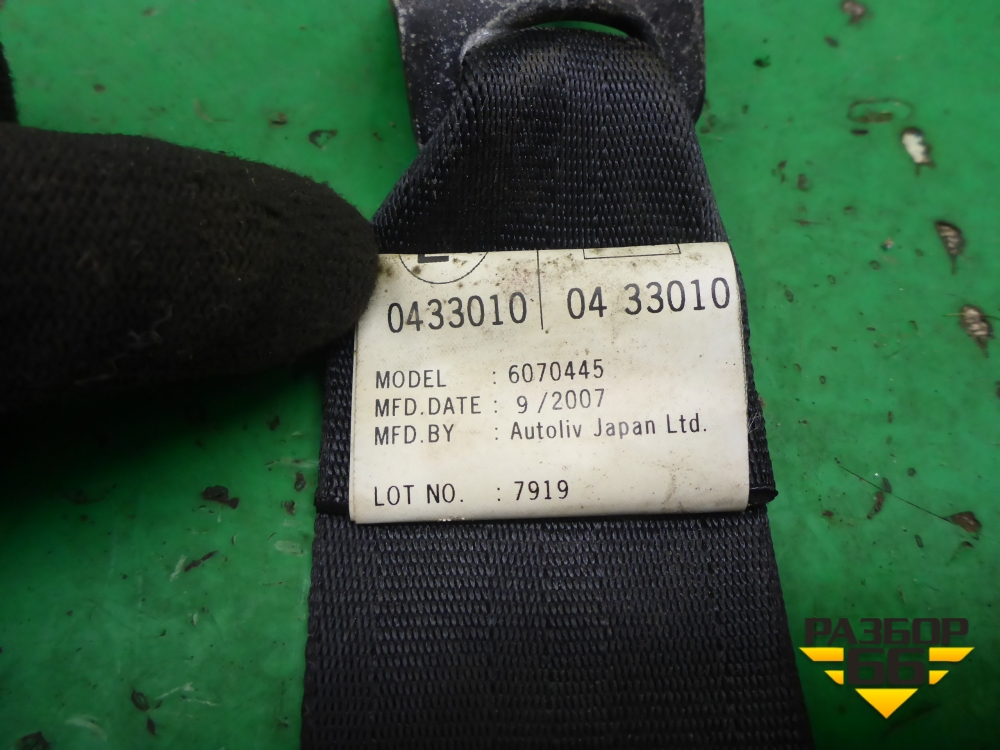 0433010 04 33010
MODEL : 6070445
MFD.DATE : 9 /2007
MFD.BY : Autoliv Japan Ltd.
LOT NO. : 7919
РАЗБОР
66